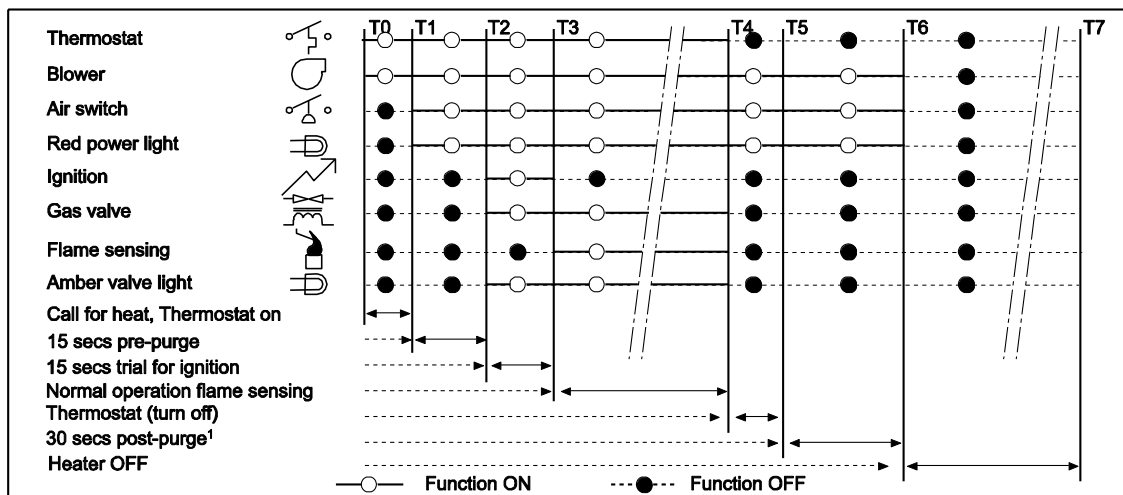 T0 T1 T2 T3 T4 T5 T6 T7
Thermostat
Blower
Air switch
Red power light
Ignition
Gas valve
Flame sensing
Amber valve light
Call for heat, Thermostat on
15 secs pre-purge
15 secs trial for ignition
Normal operation flame sensing
Thermostat (turn off)
30 secs post-purge¹
Heater OFF
Function ON Function OFF